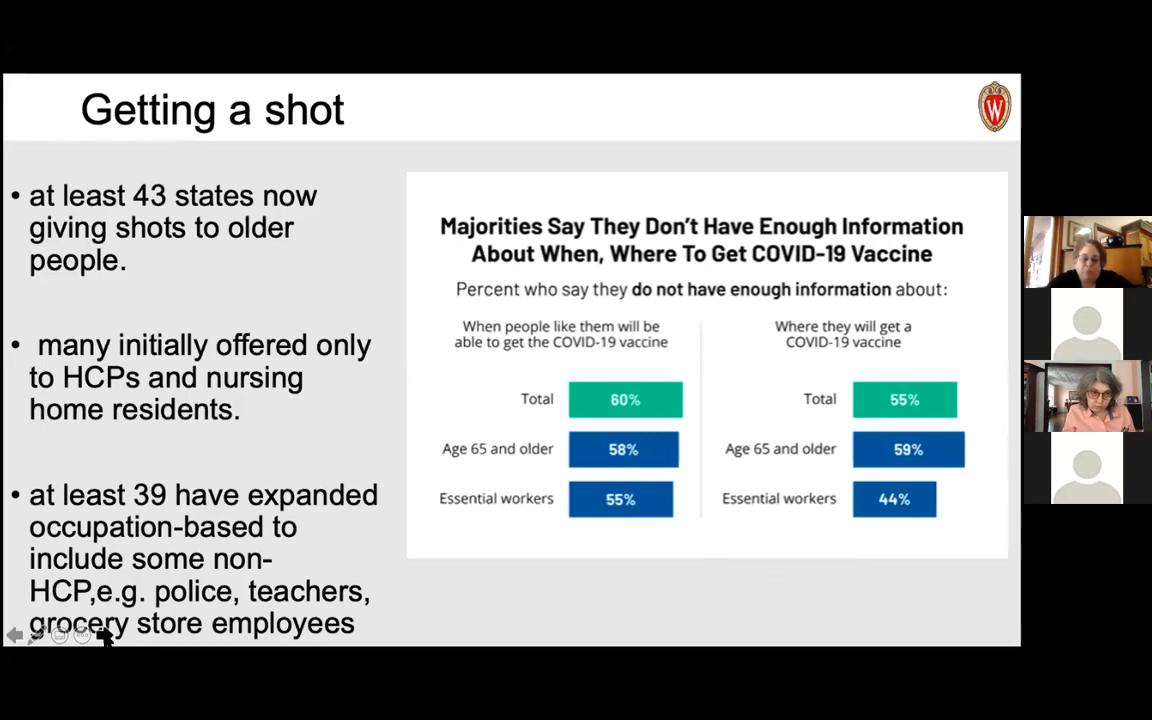 Getting a shot
W
• at least 43 states now
giving shots to older
people.
• many initially offered only
to HCPs and nursing
home residents.
• at least 39 have expanded
occupation-based to
include some non-
HCP,e.g. police, teachers,
grocery store employees
Majorities Say They Don't Have Enough Information
About When, Where To Get COVID-19 Vaccine
Percent who say they do not have enough information about:
When people like them will be
able to get the COVID-19 vaccine
Total 60%
Age 65 and older 58%
Essential workers 55%
Where they will get a
COVID-19 vaccine
Total 55%
Age 65 and older 59%
Essential workers 44%